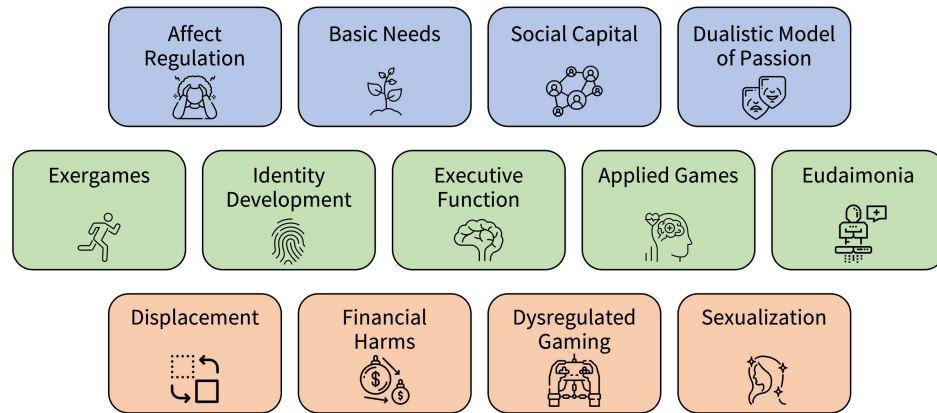 Affect
Regulation
Basic Needs
Social Capital
Dualistic Model
of Passion
Exergames
Identity
Development
Executive
Function
Applied Games
Eudaimonia
Displacement
Financial
Harms
$
$
Dysregulated
Gaming
Sexualization